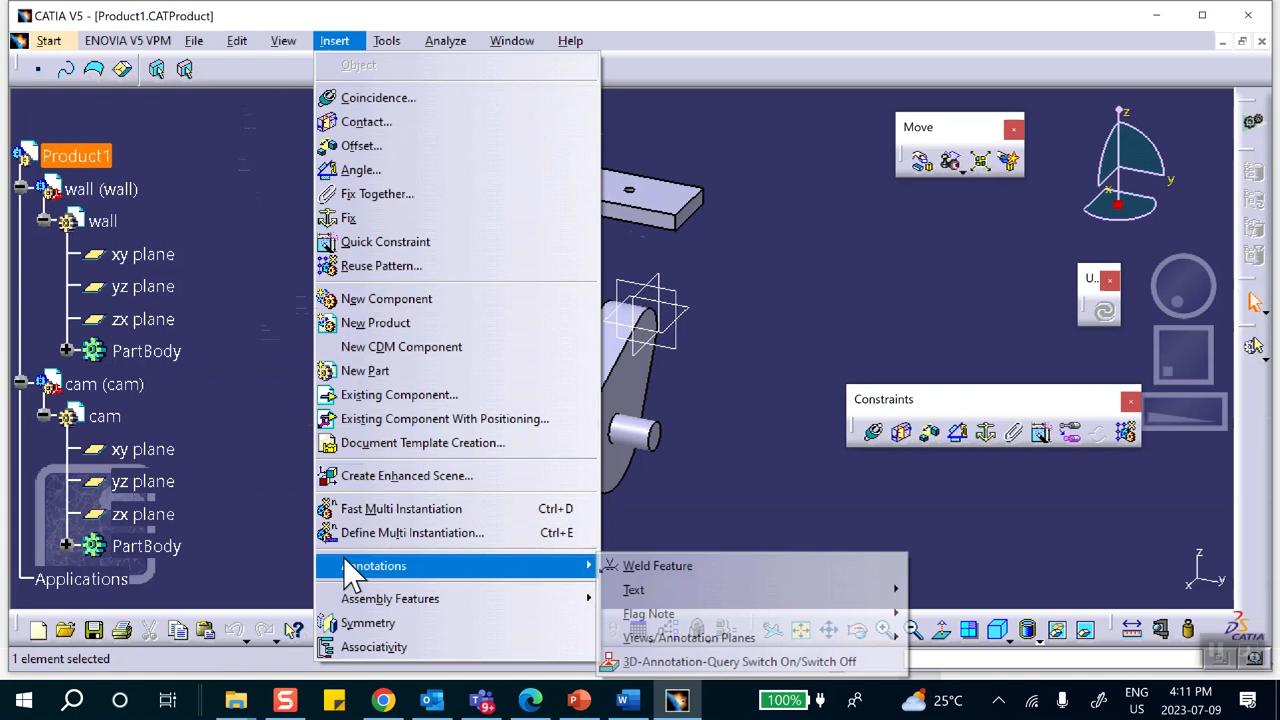 CATIA V5 - [Product1.CATProduct]
Start ENOVIA V5 VPM File Edit View Insert Tools Analyze Window Help
Object
Coincidence...
Contact...
Offset...
Angle...
Fix Together...
Fix
Quick Constraint
Reuse Pattern...
New Component
New Product
New CDM Component
New Part
Existing Component...
Existing Component With Positioning...
Document Template Creation...
Create Enhanced Scene...
Fast Multi Instantiation Ctrl+D
Define Multi Instantiation... Ctrl+E
Annotations
Assembly Features
Symmetry
Associativity
Weld Feature
Text
Flag Note
Views/Annotation Planes
3D-Annotation-Query Switch On/Switch Off
Product1
wall (wall)
wall
xy plane
yz plane
zx plane
PartBody
cam (cam)
cam
xy plane
yz plane
zx plane
PartBody
Applications
Move
z
y
x
U..
Constraints
z
x y
CATIA
1 element selected
9+
100%
25°C
ENG
US
4:11 PM
2023-07-09